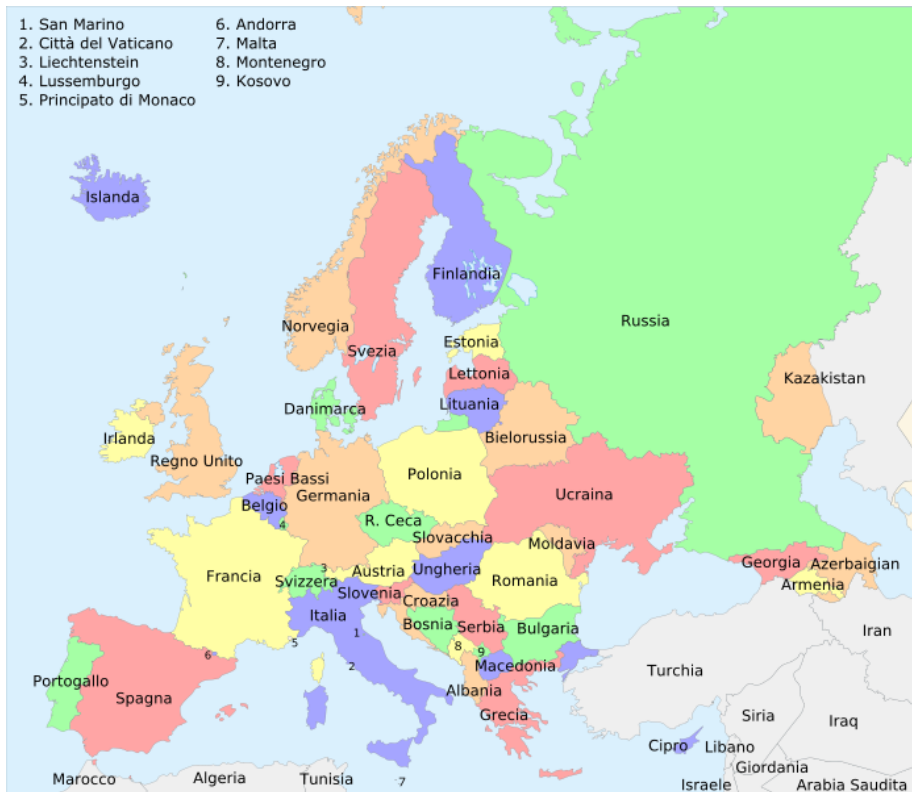 1. San Marino
2. Città del Vaticano
3. Liechtenstein
4. Lussemburgo
5. Principato di Monaco
6. Andorra
7. Malta
8. Montenegro
9. Kosovo
Islanda
Finlandia
Norvegia
Russia
Svezia
Estonia
Lettonia
Kazakistan
Danimarca
Lituania
Irlanda
Bielorussia
Regno Unito
Polonia
Paesi Bassi
Germania
Ucraina
Belgio
4
R. Ceca
Slovacchia
Moldavia
Francia
Svizzera
3
Austria
Ungheria
Romania
Georgia
Azerbaigian
Armenia
Slovenia
Croazia
Italia
Bosnia
Serbia
Bulgaria
1
5
8
9
Iran
6
2
Macedonia
Turchia
Portogallo
Spagna
Albania
Grecia
Siria
Iraq
Cipro
Libano
Giordania
Marocco
Algeria
Tunisia
7
Israele
Arabia Saudita